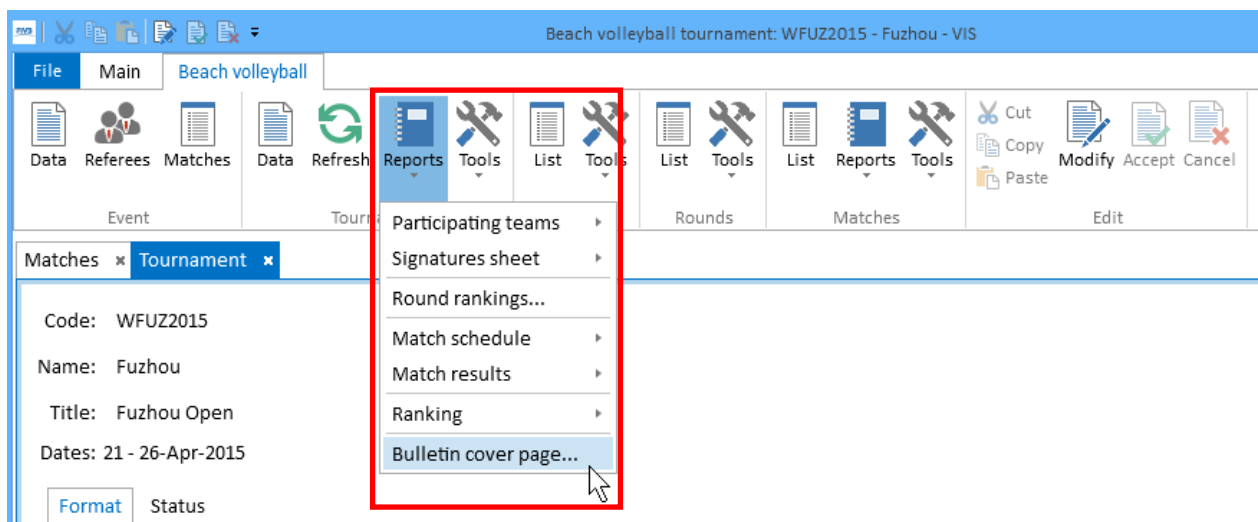 FIVB
Beach volleyball tournament: WFUZ2015 - Fuzhou - VIS
File Main Beach volleyball
Data Referees Matches Data Refresh Reports Tools List Tools List Tools List Reports Tools Cut Copy Paste Modify Accept Cancel
Event Rounds Matches Edit
Participating teams
Signatures sheet
Round rankings...
Match schedule
Match results
Ranking
Bulletin cover page...
Matches Tournament
Code: WFUZ2015
Name: Fuzhou
Title: Fuzhou Open
Dates: 21 - 26-Apr-2015
Format Status